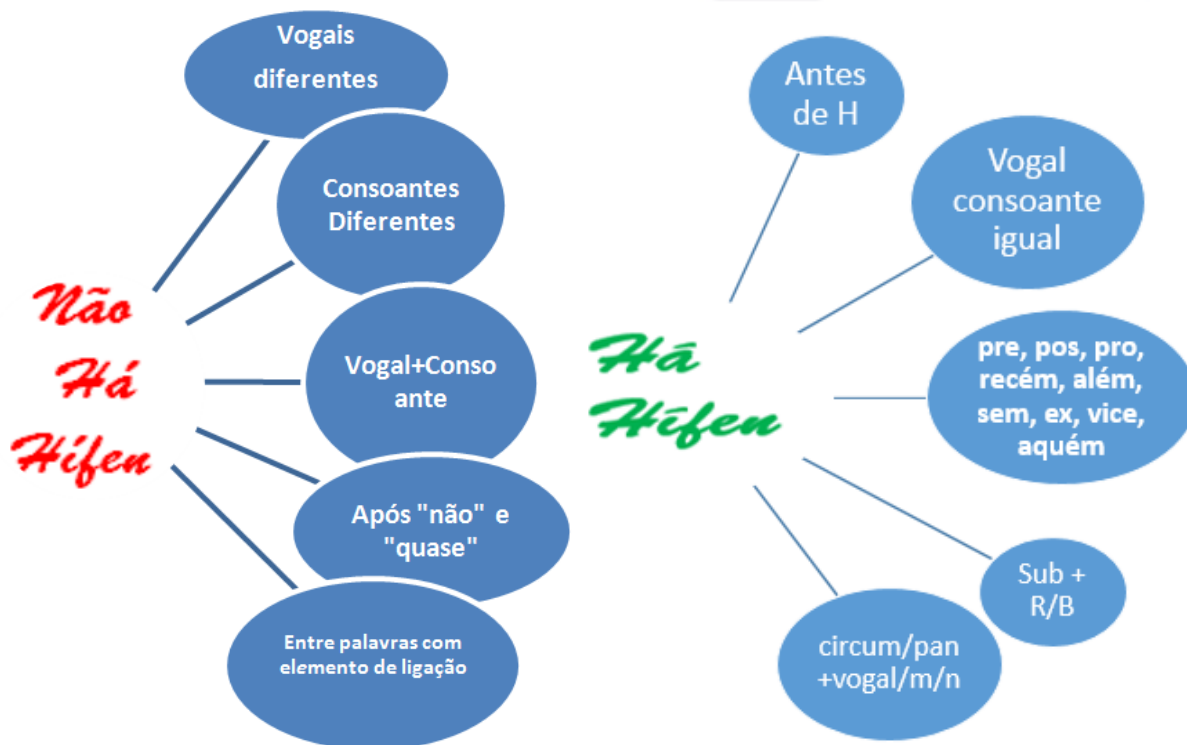 Não
Há
Hífen
Vogais
diferentes
Consoantes
Diferentes
Vogal+Conso
ante
Após "não" e
"quase"
Entre palavras com
elemento de ligação
Há
Hífen
Antes
de H
Vogal
consoante
igual
pre, pos, pro,
recém, além,
sem, ex, vice,
aquém
Sub +
R/B
circum/pan
+vogal/m/n